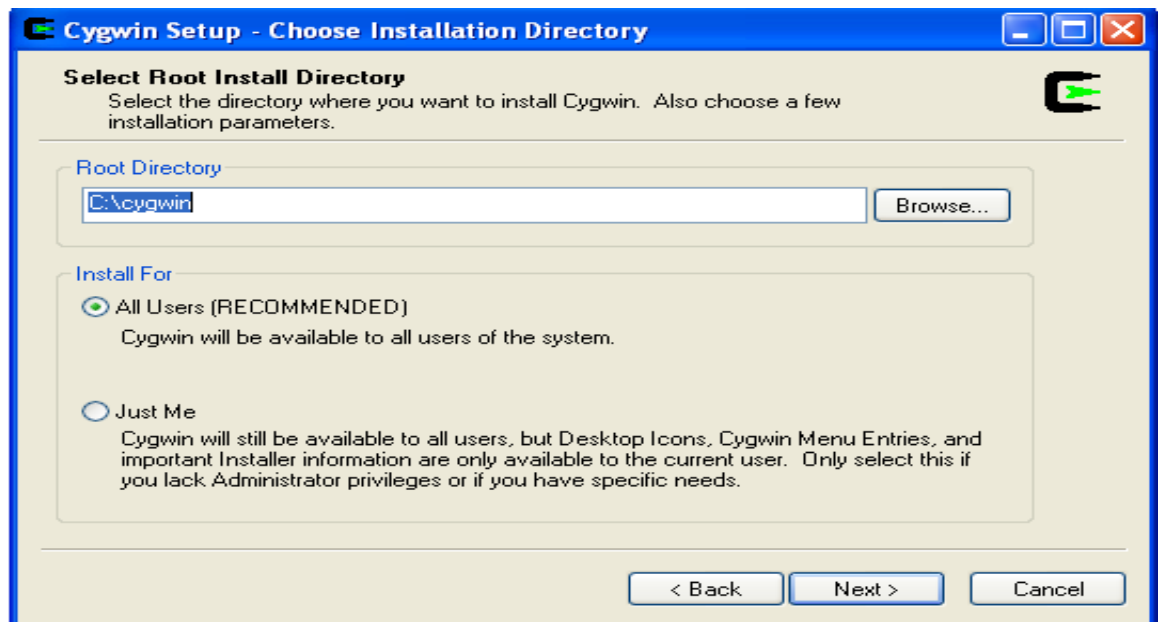 Cygwin Setup - Choose Installation Directory
Select Root Install Directory
Select the directory where you want to install Cygwin. Also choose a few
installation parameters.
Root Directory
C:\cygwin
Browse...
Install For
All Users (RECOMMENDED)
Cygwin will be available to all users of the system.
Just Me
Cygwin will still be available to all users, but Desktop Icons, Cygwin Menu Entries, and
important Installer information are only available to the current user. Only select this if
you lack Administrator privileges or if you have specific needs.
< Back
Next >
Cancel